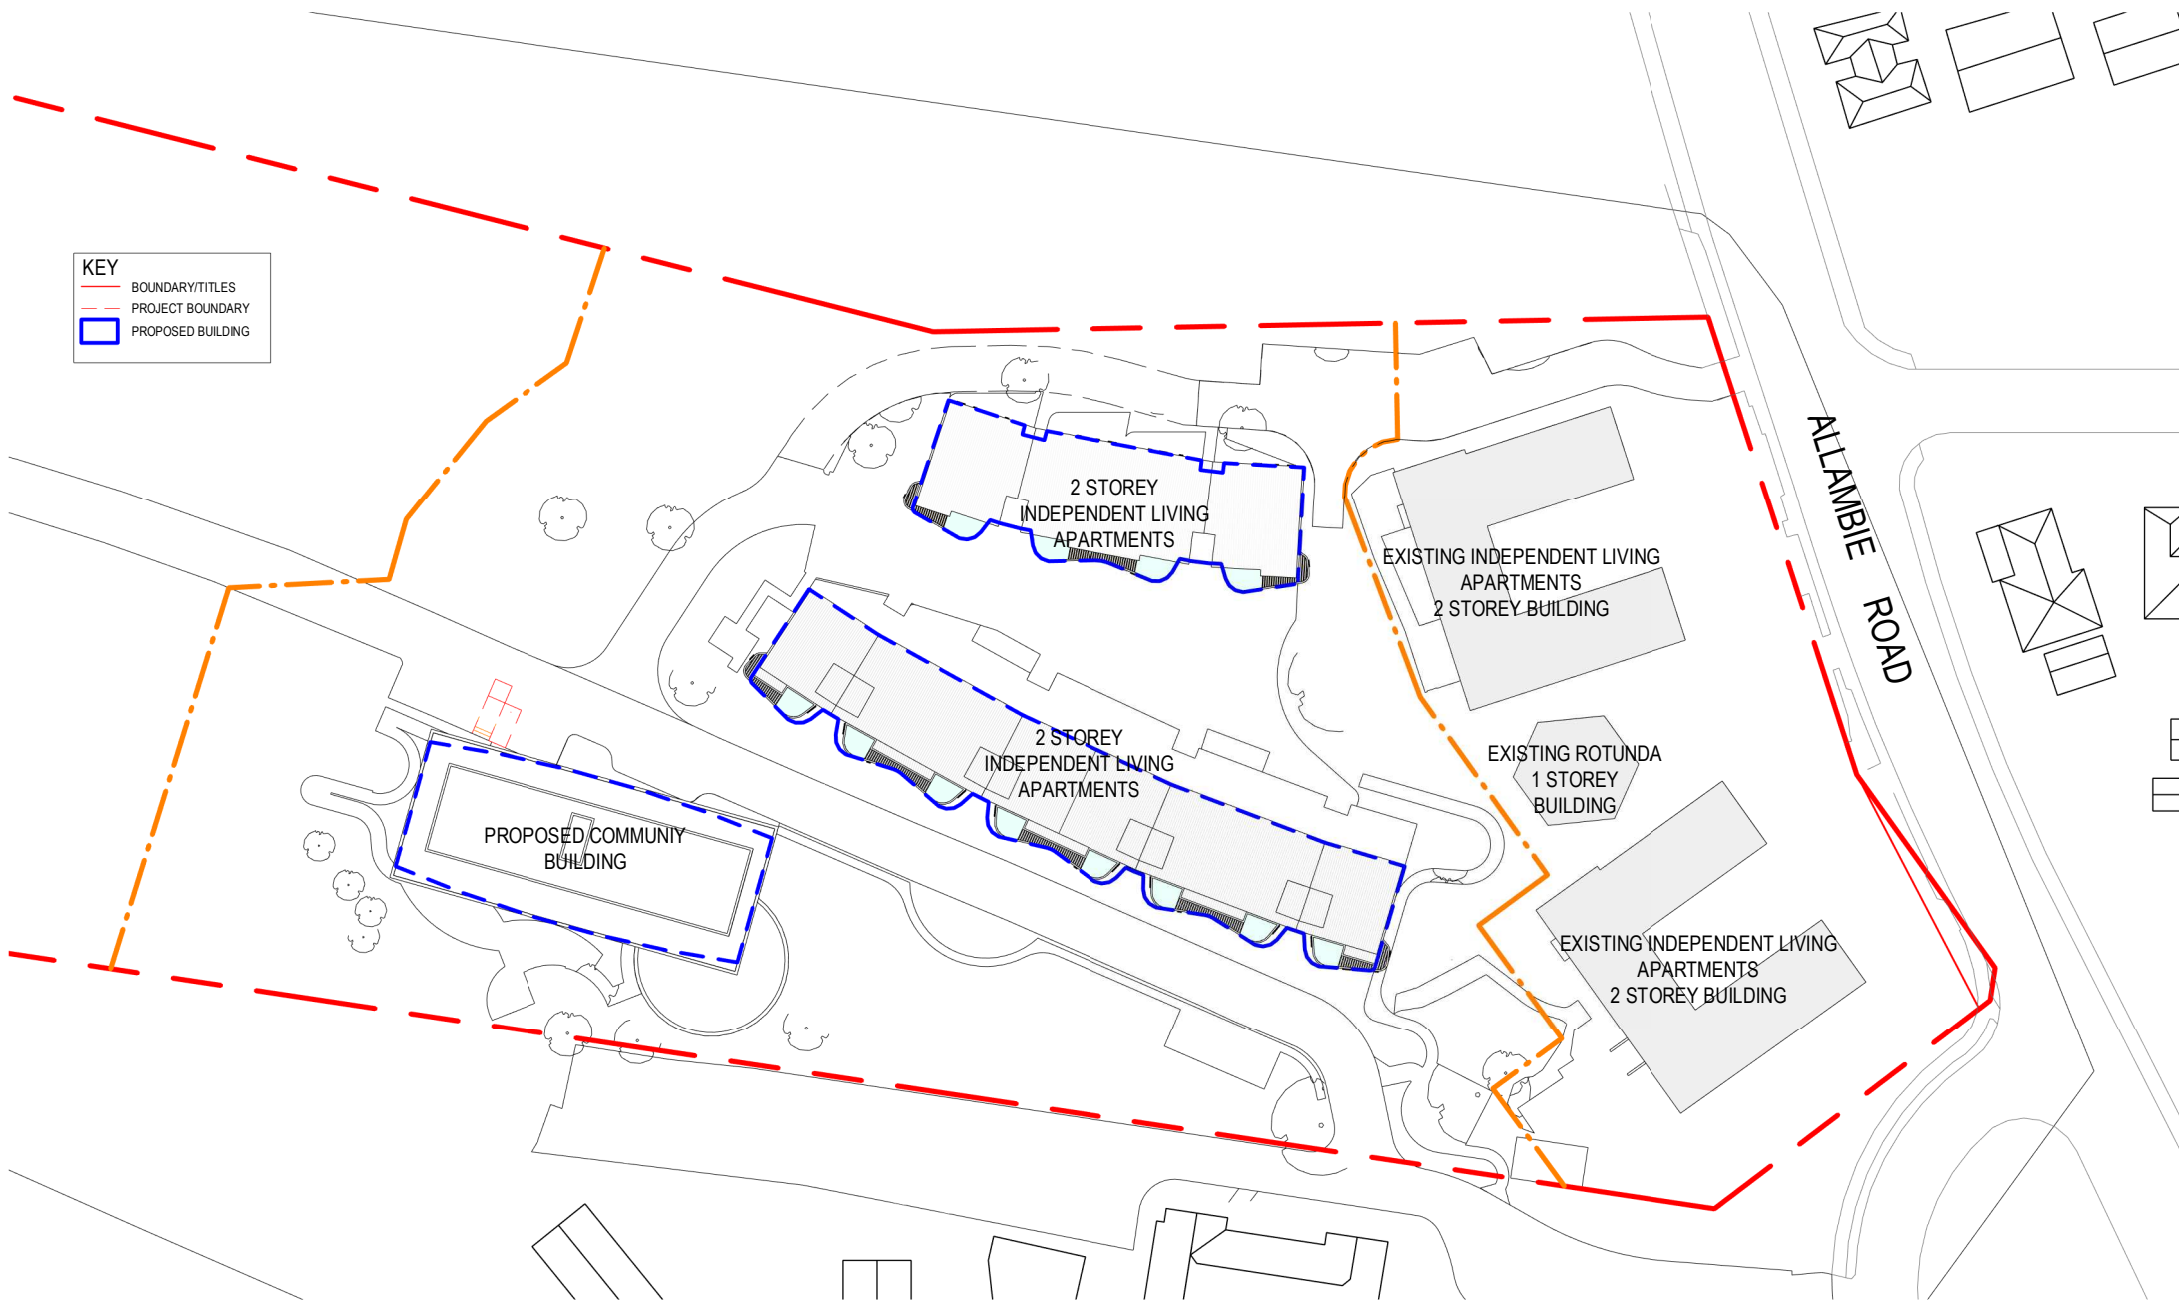 KEY
BOUNDARY/TITLES
PROJECT BOUNDARY
PROPOSED BUILDING
2 STOREY
INDEPENDENT LIVING
APARTMENTS
EXISTING INDEPENDENT LIVING
APARTMENTS
2 STOREY BUILDING
ALLAMBIE ROAD
2 STOREY
INDEPENDENT LIVING
APARTMENTS
EXISTING ROTUNDA
1 STOREY
BUILDING
PROPOSED COMMUNIY
BUILDING
EXISTING INDEPENDENT LIVING
APARTMENTS
2 STOREY BUILDING